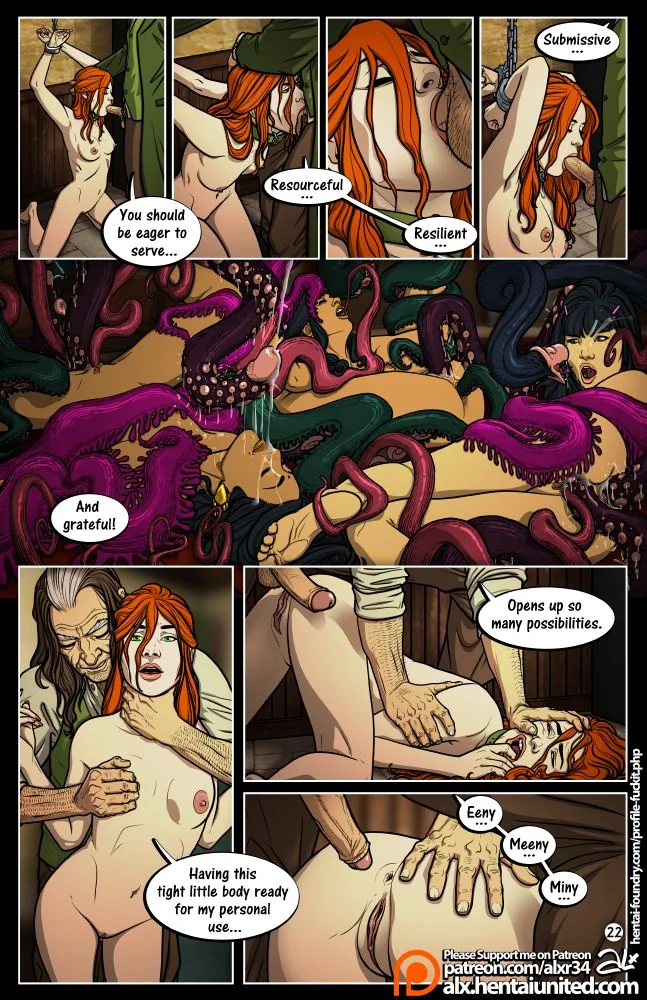 Submissive
...
You should
be eager to
serve...
Resourceful
...
Resilient
...
And
grateful!
Opens up so
many possibilities.
Having this
tight little body ready
for my personal
use...
Eeny
...
Meeny
...
Miny
...
22
alx
hentai-foundry.com/profile-fuckit.php
Please Support me on Patreon
patreon.com/alxr34
alx.hentaiunited.com